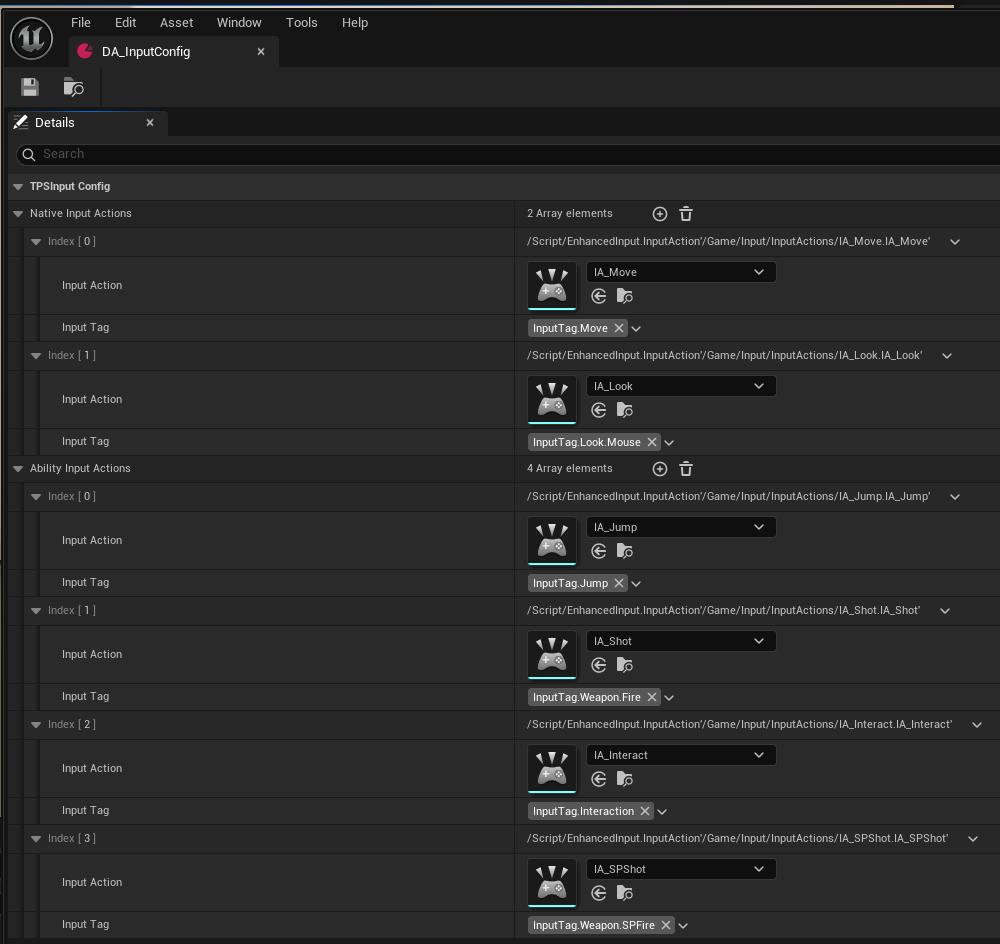 File Edit Asset Window Tools Help
DA_InputConfig
Details
Search
TPSInput Config
Native Input Actions 2 Array elements
Index [ 0 ] /Script/EnhancedInput.InputAction'/Game/Input/InputActions/IA_Move.IA_Move'
IA_Move
Input Action
Input Tag InputTag.Move
Index [ 1 ] /Script/EnhancedInput.InputAction'/Game/Input/InputActions/IA_Look.IA_Look'
IA_Look
Input Action
Input Tag InputTag.Look.Mouse
Ability Input Actions 4 Array elements
Index [ 0 ] /Script/EnhancedInput.InputAction'/Game/Input/InputActions/IA_Jump.IA_Jump'
IA_Jump
Input Action
Input Tag InputTag.Jump
Index [ 1 ] /Script/EnhancedInput.InputAction'/Game/Input/InputActions/IA_Shot.IA_Shot'
IA_Shot
Input Action
Input Tag InputTag.Weapon.Fire
Index [ 2 ] /Script/EnhancedInput.InputAction'/Game/Input/InputActions/IA_Interact.IA_Interact'
IA_Interact
Input Action
Input Tag InputTag.Interaction
Index [ 3 ] /Script/EnhancedInput.InputAction'/Game/Input/InputActions/IA_SPShot.IA_SPShot'
IA_SPShot
Input Action
Input Tag InputTag.Weapon.SPFire